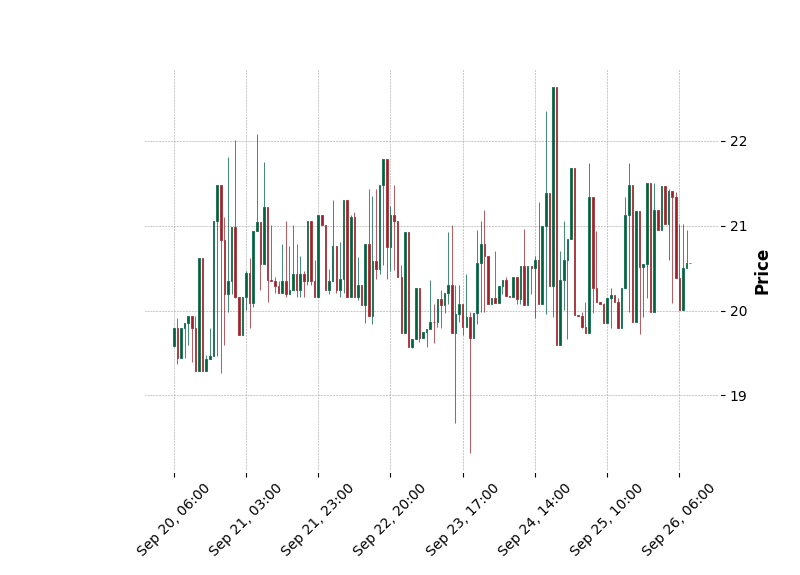 22
21
20
19
Price
Sep 20, 06:00
Sep 21, 03:00
Sep 21, 23:00
Sep 22, 20:00
Sep 23, 17:00
Sep 24, 14:00
Sep 25, 10:00
Sep 26, 06:00